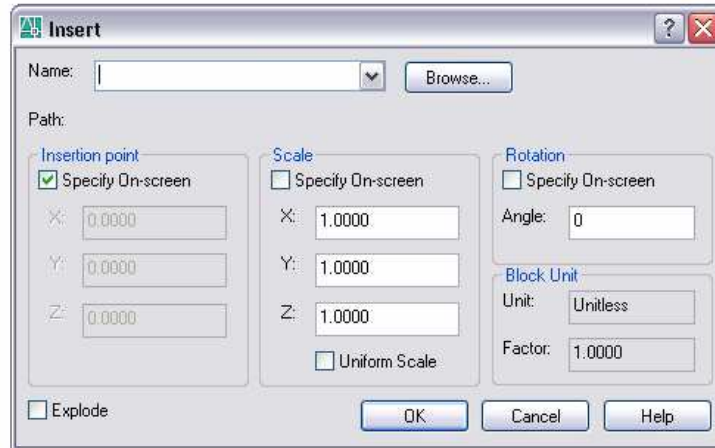 Insert
Name:
Browse...
Path:
Insertion point
Specify On-screen
X: 0.0000
Y: 0.0000
Z: 0.0000
Scale
Specify On-screen
X: 1.0000
Y: 1.0000
Z: 1.0000
Uniform Scale
Rotation
Specify On-screen
Angle: 0
Block Unit
Unit: Unitless
Factor: 1.0000
Explode
OK
Cancel
Help